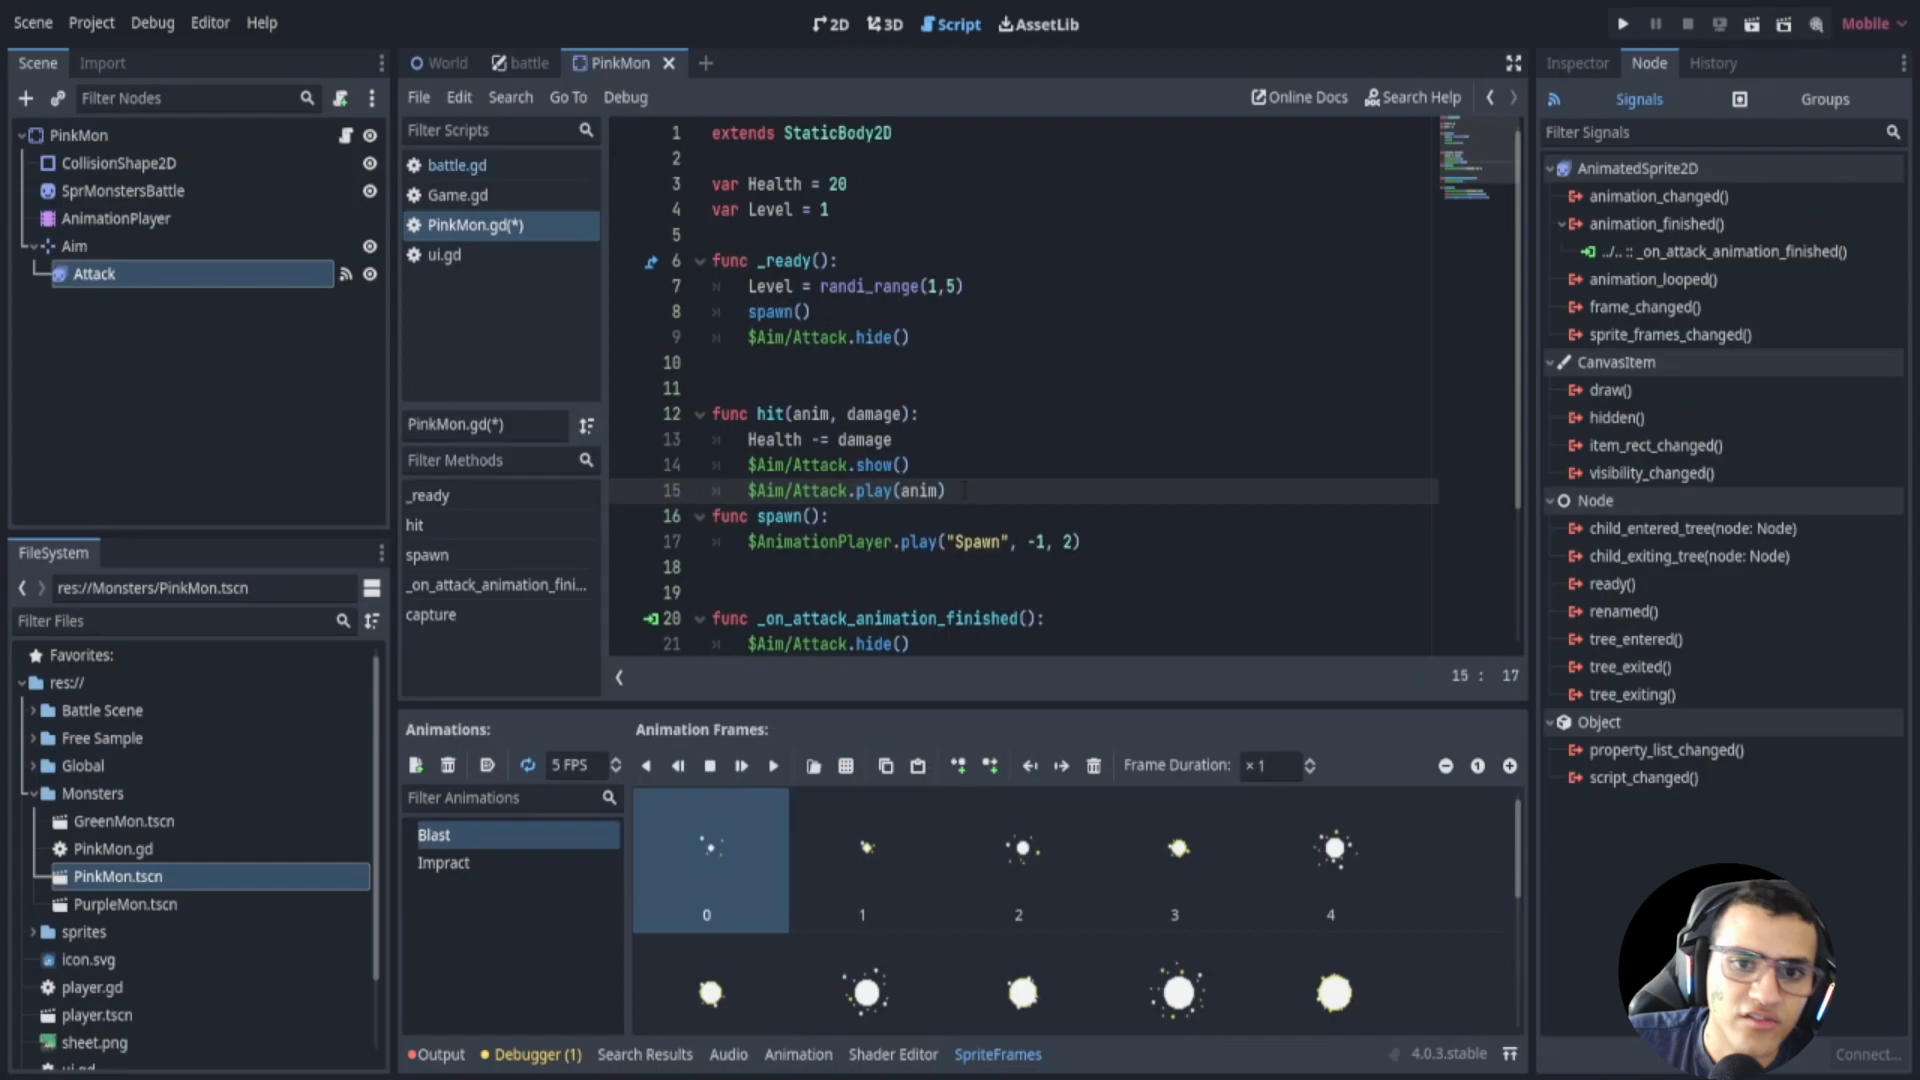 Scene Project Debug Editor Help
2D 3D Script AssetLib
Mobile
Scene Import
Filter Nodes
PinkMon
CollisionShape2D
SprMonstersBattle
AnimationPlayer
Aim
Attack
FileSystem
res://Monsters/PinkMon.tscn
Filter Files
Favorites:
res://
Battle Scene
Free Sample
Global
Monsters
GreenMon.tscn
PinkMon.gd
PinkMon.tscn
PurpleMon.tscn
sprites
icon.svg
player.gd
player.tscn
sheet.png
World battle PinkMon
File Edit Search Go To Debug
Online Docs Search Help
Filter Scripts
battle.gd
Game.gd
PinkMon.gd(*)
ui.gd
PinkMon.gd(*)
Filter Methods
_ready
hit
spawn
_on_attack_animation_fini...
capture
1 extends StaticBody2D
2
3 var Health = 20
4 var Level = 1
5
6 func _ready():
7 Level = randi_range(1,5)
8 spawn()
9 $Aim/Attack.hide()
10
11
12 func hit(anim, damage):
13 Health -= damage
14 $Aim/Attack.show()
15 $Aim/Attack.play(anim)
16 func spawn():
17 $AnimationPlayer.play("Spawn", -1, 2)
18
19
20 func _on_attack_animation_finished():
21 $Aim/Attack.hide()
15 : 17
Animations:
5 FPS
Filter Animations
Blast
Impract
Animation Frames:
Frame Duration: × 1
0 1 2 3 4
Output Debugger (1) Search Results Audio Animation Shader Editor SpriteFrames
4.0.3.stable
Inspector Node History
Signals Groups
Filter Signals
AnimatedSprite2D
animation_changed()
animation_finished()
../.. :: _on_attack_animation_finished()
animation_looped()
frame_changed()
sprite_frames_changed()
CanvasItem
draw()
hidden()
item_rect_changed()
visibility_changed()
Node
child_entered_tree(node: Node)
child_exiting_tree(node: Node)
ready()
renamed()
tree_entered()
tree_exited()
tree_exiting()
Object
property_list_changed()
script_changed()
Connect...